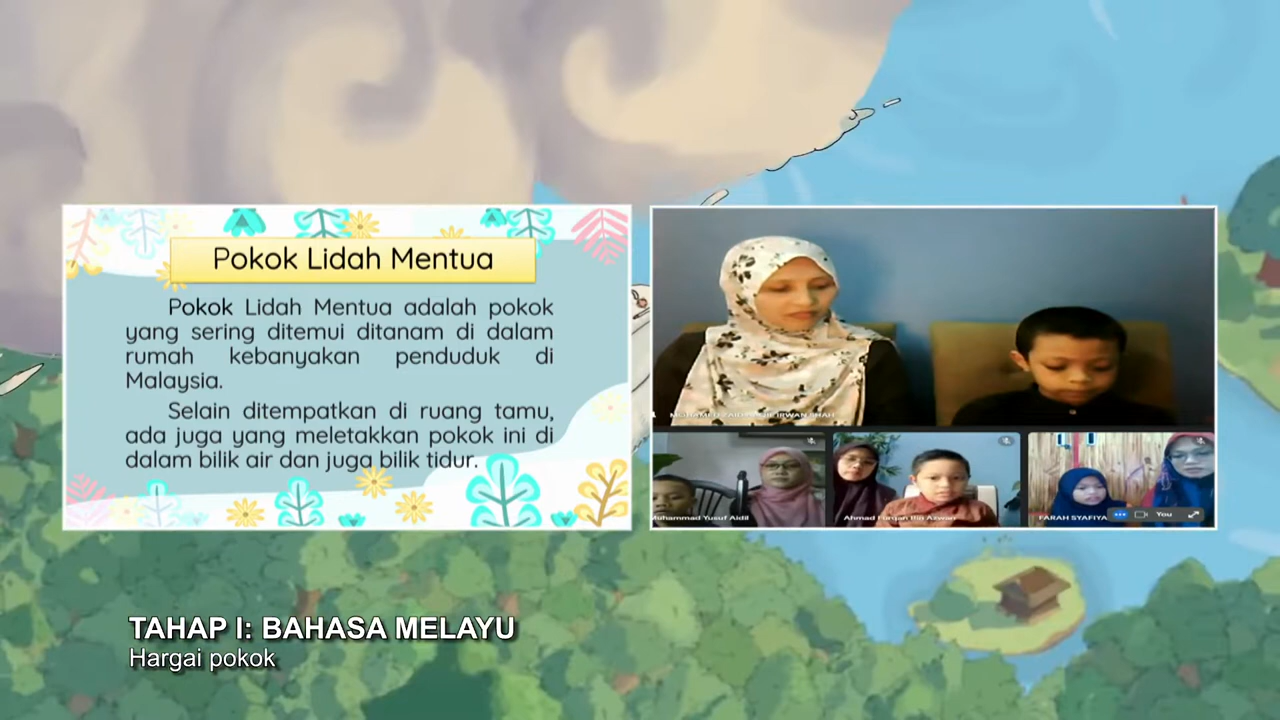 Pokok Lidah Mentua
Pokok Lidah Mentua adalah pokok
yang sering ditemui ditanam di dalam
rumah kebanyakan penduduk di
Malaysia.
Selain ditempatkan di ruang tamu,
ada juga yang meletakkan pokok ini di
dalam bilik air dan juga bilik tidur.
Muhammad Yusuf Aidil
Ahmad Furqan Bin Azwan
FARAH SYAFIYA
You
TAHAP I: BAHASA MELAYU
Hargai pokok